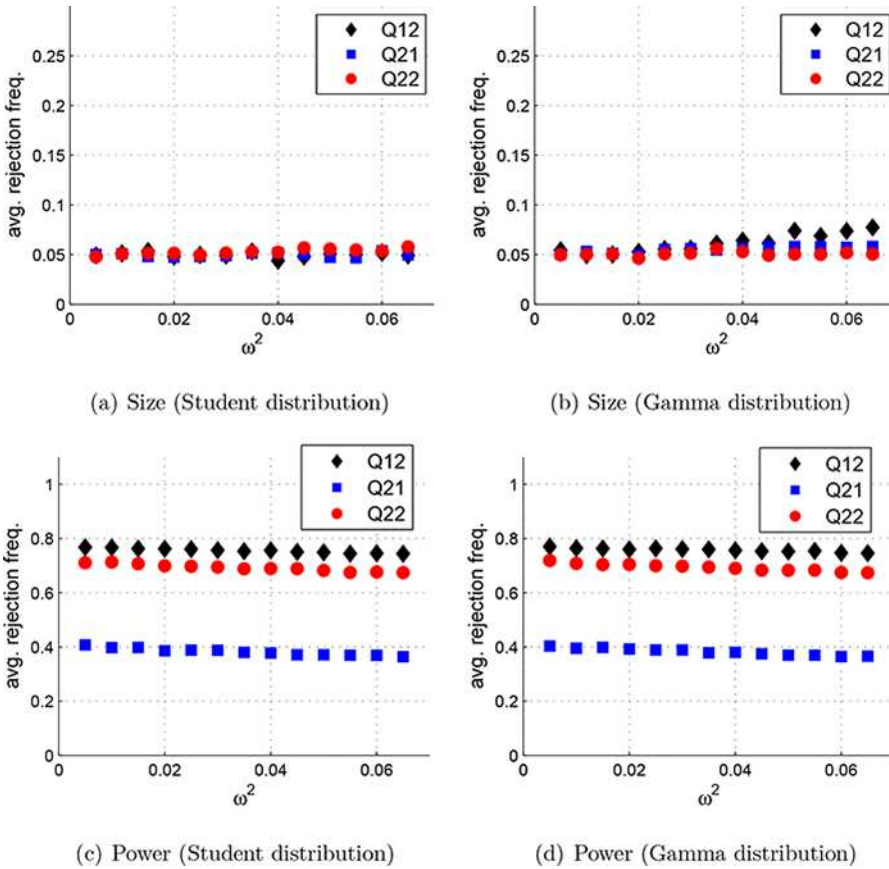 Q12
Q21
Q22
avg. rejection freq.
0.25
0.2
0.15
0.1
0.05
0
0
0.02
0.04
0.06
ω²
(a) Size (Student distribution)
Q12
Q21
Q22
avg. rejection freq.
0.25
0.2
0.15
0.1
0.05
0
0
0.02
0.04
0.06
ω²
(b) Size (Gamma distribution)
Q12
Q21
Q22
avg. rejection freq.
1
0.8
0.6
0.4
0.2
0
0
0.02
0.04
0.06
ω²
(c) Power (Student distribution)
Q12
Q21
Q22
avg. rejection freq.
1
0.8
0.6
0.4
0.2
0
0
0.02
0.04
0.06
ω²
(d) Power (Gamma distribution)